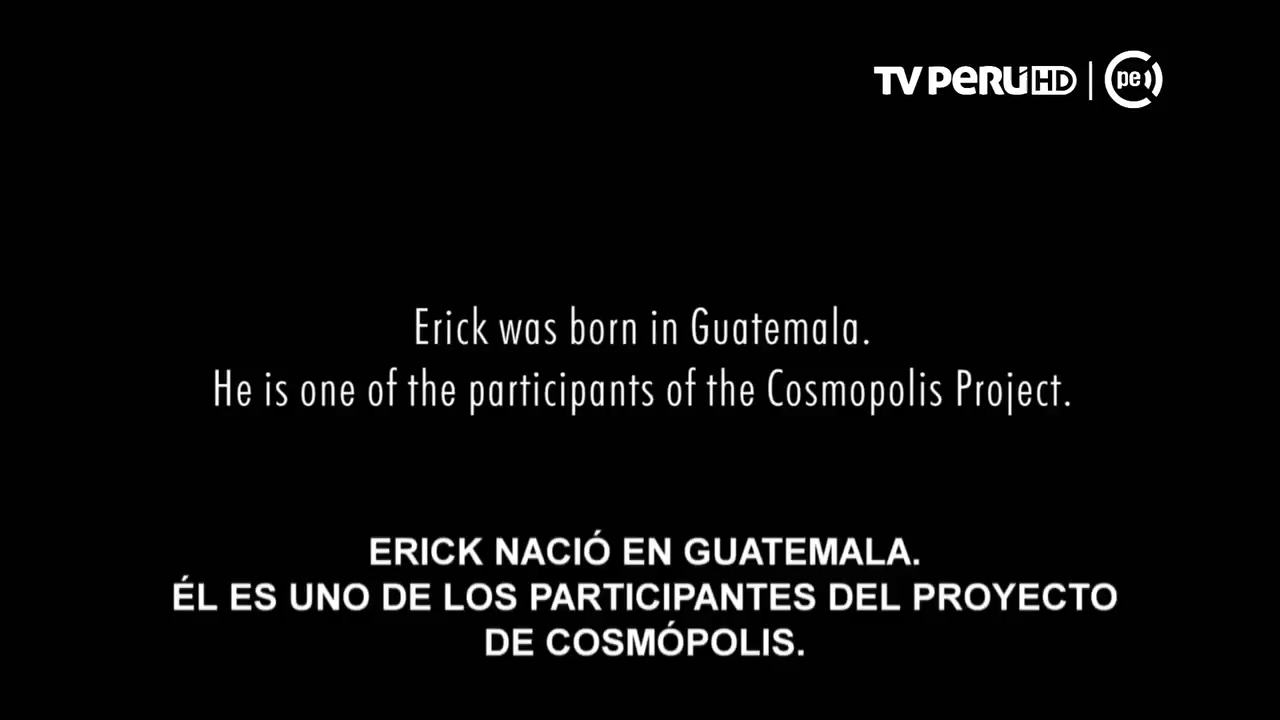 TV PERÚ HD | pe
Erick was born in Guatemala.
He is one of the participants of the Cosmopolis Project.
ERICK NACIÓ EN GUATEMALA.
ÉL ES UNO DE LOS PARTICIPANTES DEL PROYECTO
DE COSMÓPOLIS.